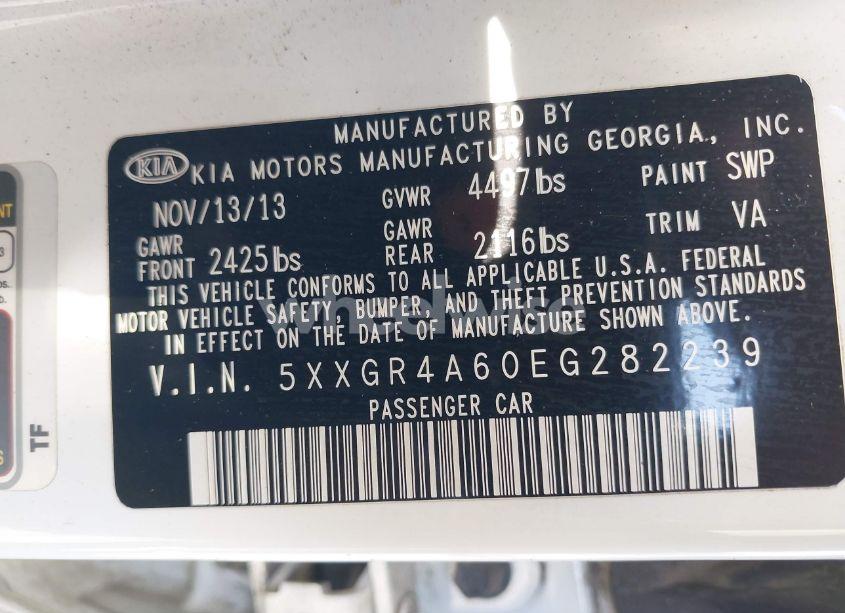 MANUFACTURED BY
KIA KIA MOTORS MANUFACTURING GEORGIA, INC.
NOV/13/13 GVWR 4497lbs PAINT SWP
GAWR FRONT 2425lbs GAWR REAR 2116lbs TRIM VA
THIS VEHICLE CONFORMS TO ALL APPLICABLE U.S.A. FEDERAL
MOTOR VEHICLE SAFETY, BUMPER, AND THEFT PREVENTION STANDARDS
IN EFFECT ON THE DATE OF MANUFACTURE SHOWN ABOVE.
V.I.N. 5XXGR4A60EG282239
PASSENGER CAR
TF